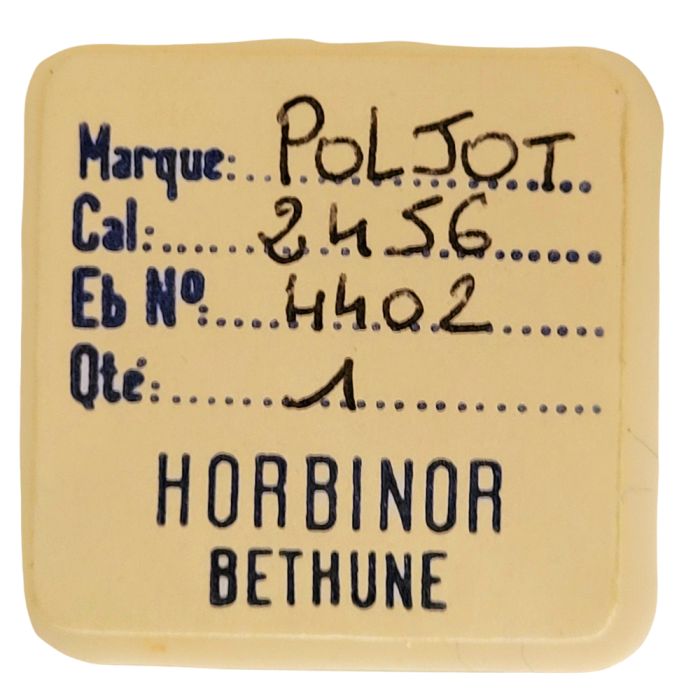 Marque: POLJOT
Cal: 2456
Eb Nº: 4402
Qté: 1
HORBINOR
BETHUNE